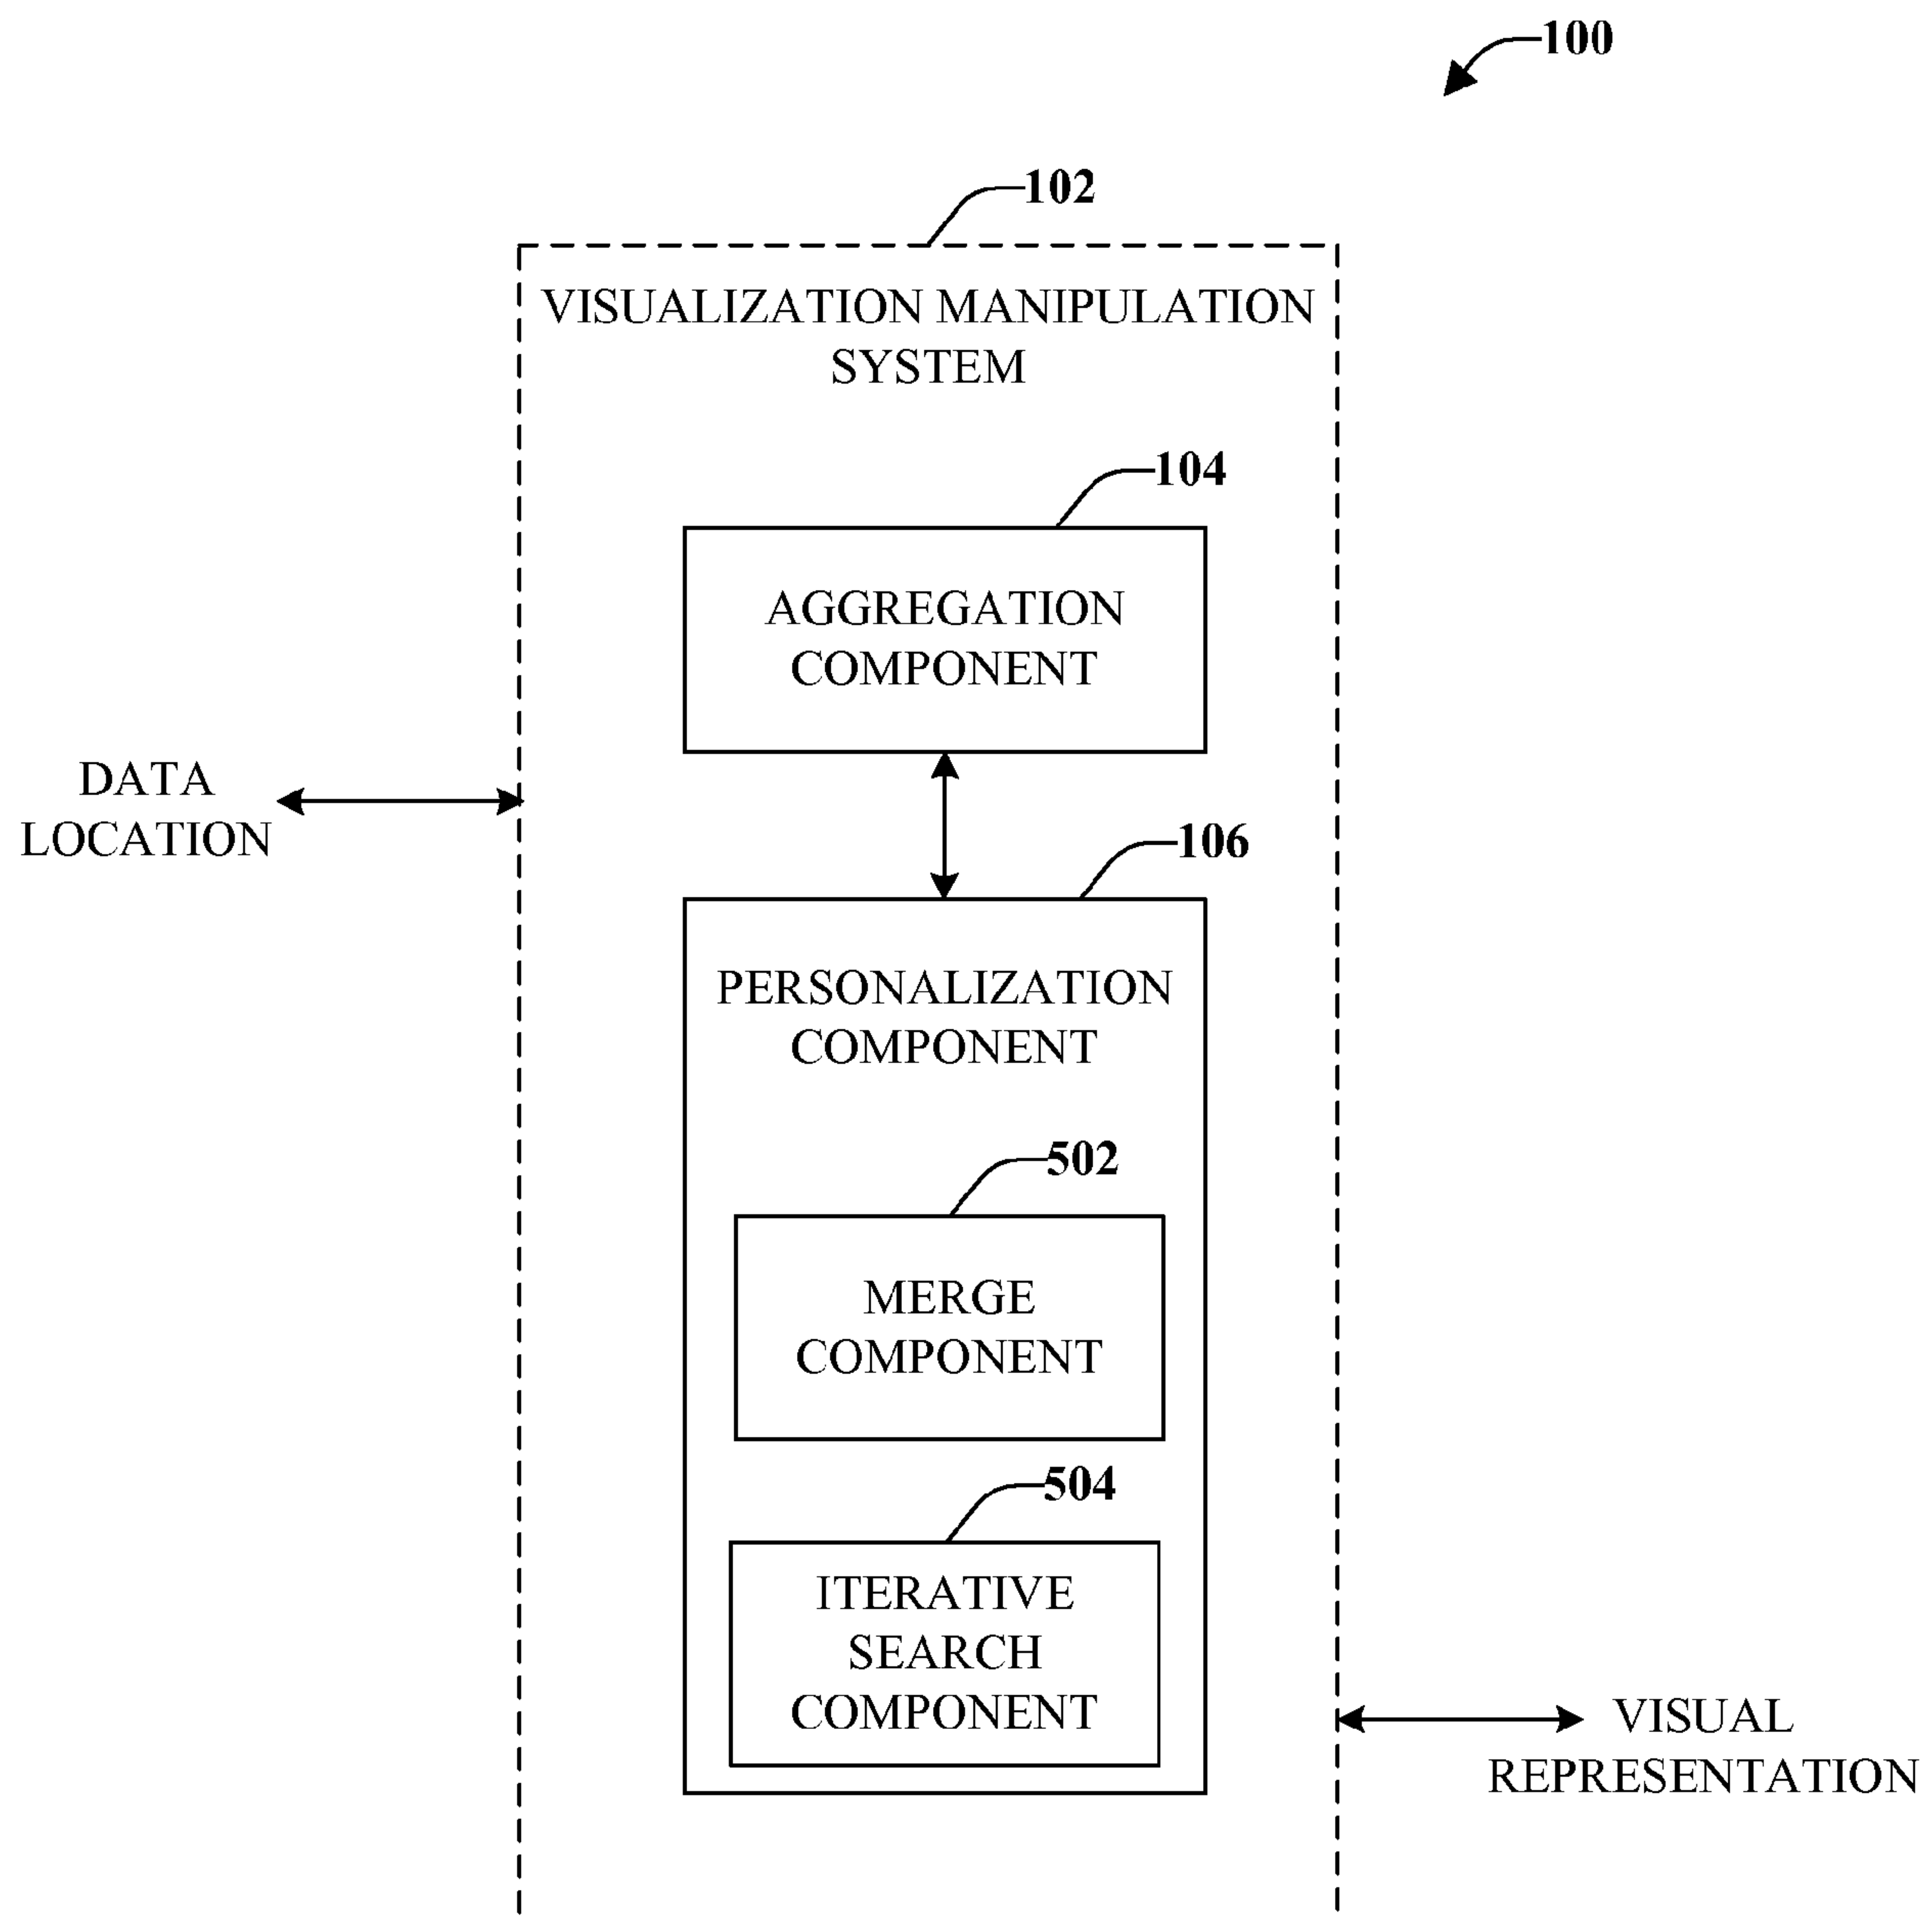 100
102
VISUALIZATION MANIPULATION
SYSTEM
104
AGGREGATION
COMPONENT
DATA
LOCATION
106
PERSONALIZATION
COMPONENT
502
MERGE
COMPONENT
504
ITERATIVE
SEARCH
COMPONENT
VISUAL
REPRESENTATION